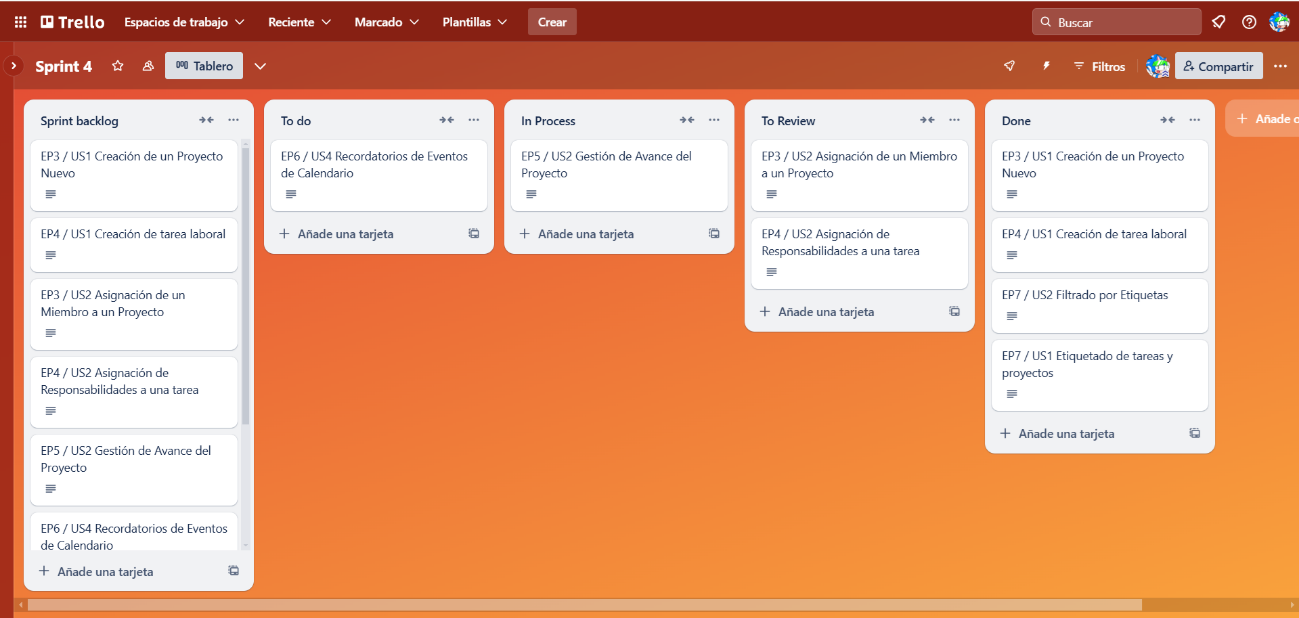 Trello
Espacios de trabajo
Reciente
Marcado
Plantillas
Crear
Buscar
Sprint 4
Tablero
Filtros
Compartir
Sprint backlog
EP3 / US1 Creación de un Proyecto
Nuevo
EP4 / US1 Creación de tarea laboral
EP3 / US2 Asignación de un
Miembro a un Proyecto
EP4 / US2 Asignación de
Responsabilidades a una tarea
EP5 / US2 Gestión de Avance del
Proyecto
EP6 / US4 Recordatorios de Eventos
de Calendario
Añade una tarjeta
To do
EP6 / US4 Recordatorios de Eventos
de Calendario
Añade una tarjeta
In Process
EP5 / US2 Gestión de Avance del
Proyecto
Añade una tarjeta
To Review
EP3 / US2 Asignación de un Miembro
a un Proyecto
EP4 / US2 Asignación de
Responsabilidades a una tarea
Añade una tarjeta
Done
EP3 / US1 Creación de un Proyecto
Nuevo
EP4 / US1 Creación de tarea laboral
EP7 / US2 Filtrado por Etiquetas
EP7 / US1 Etiquetado de tareas y
proyectos
Añade una tarjeta
Añade